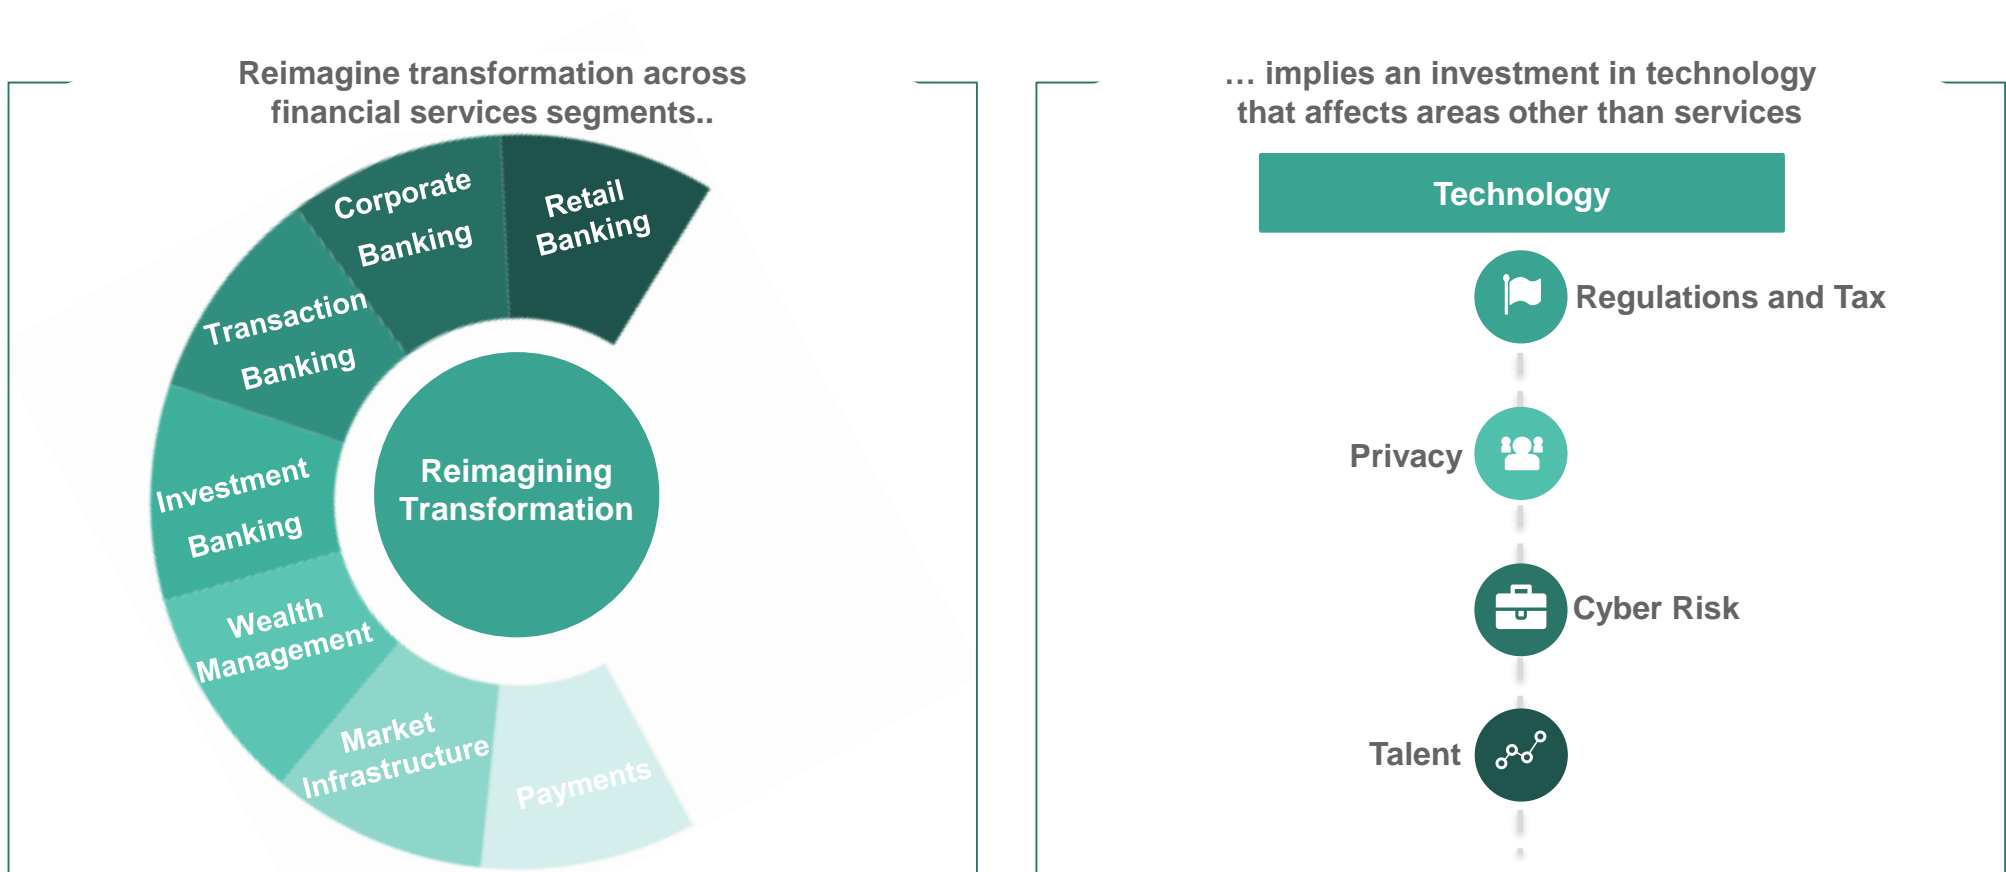 Reimagine transformation across
financial services segments..
Retail
Banking
Corporate
Banking
Transaction
Banking
Investment
Banking
Wealth
Management
Market
Infrastructure
Payments
Reimagining
Transformation
… implies an investment in technology
that affects areas other than services
Technology
Regulations and Tax
Privacy
Cyber Risk
Talent